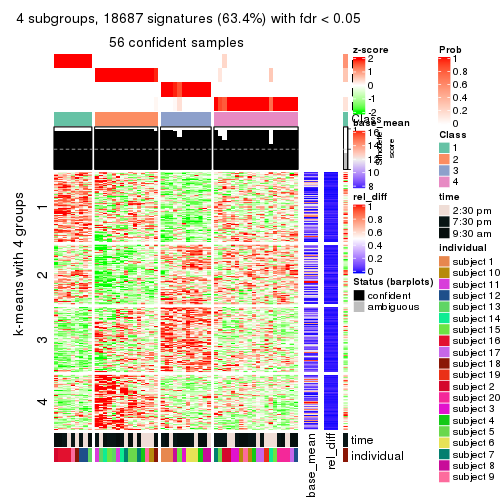 4 subgroups, 18687 signatures (63.4%) with fdr < 0.05
56 confident samples
k-means with 4 groups
1
2
3
4
Class
Silhouette
score
time
individual
base_mean
rel_diff
z-score
2
1
0
-1
-2
base_mean
16
14
12
10
8
rel_diff
1
0.8
0.6
0.4
0.2
0
Status (barplots)
confident
ambiguous
Prob
1
0.8
0.6
0.4
0.2
0
Class
1
2
3
4
time
2:30 pm
7:30 pm
9:30 am
individual
subject 1
subject 10
subject 11
subject 12
subject 13
subject 14
subject 15
subject 16
subject 17
subject 18
subject 19
subject 2
subject 20
subject 3
subject 4
subject 5
subject 6
subject 7
subject 8
subject 9